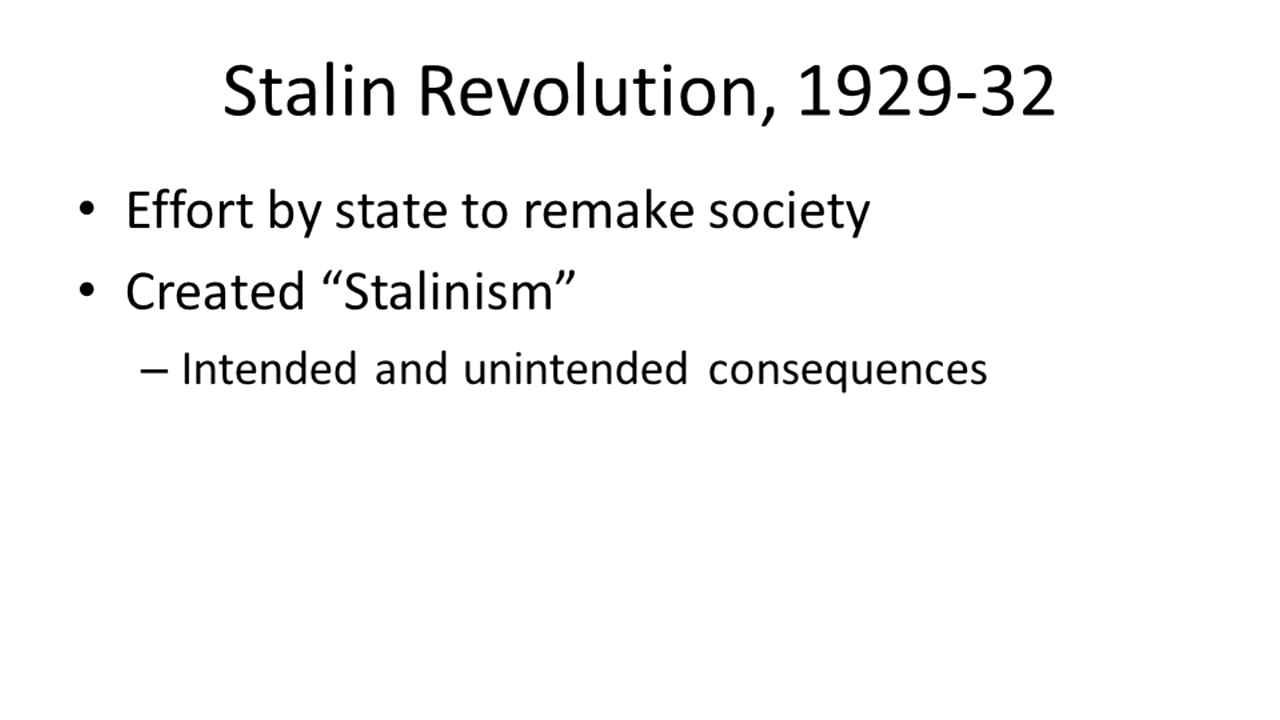 Stalin Revolution, 1929-32
• Effort by state to remake society
• Created “Stalinism”
– Intended and unintended consequences